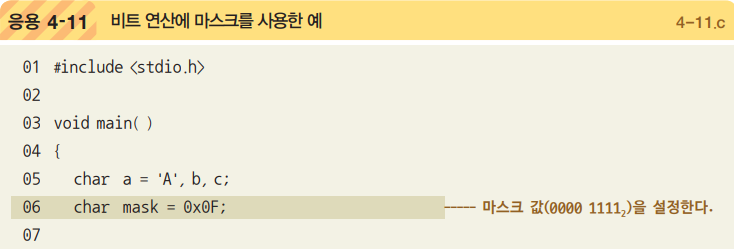 응용 4-11 비트 연산에 마스크를 사용한 예 4-11.c
01 #include <stdio.h>
02
03 void main( )
04 {
05 char a = 'A', b, c;
06 char mask = 0x0F; 마스크 값(0000 1111₂)을 설정한다.
07